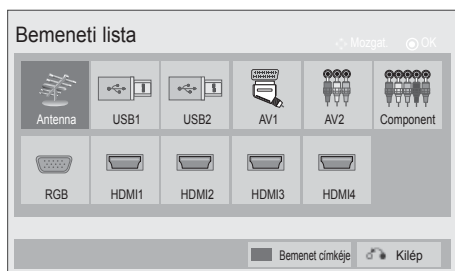 Bemeneti lista
Mozgat. OK
Antenna USB1 USB2 AV1 AV2 Component
RGB HDMI1 HDMI2 HDMI3 HDMI4
Bemenet címkéje Kilép